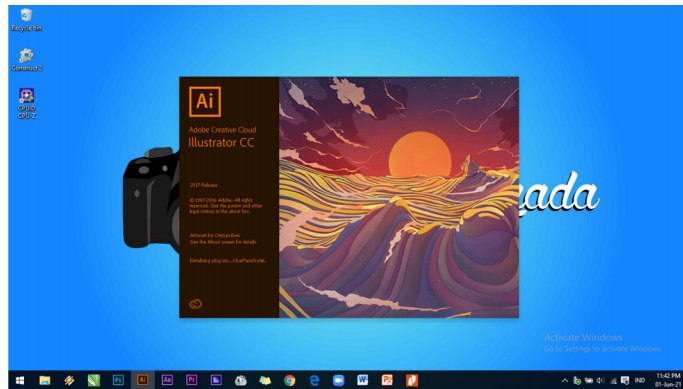 Recycle bin
Construct 2
CPUID
CPU-Z
Ai
Adobe Creative Cloud
Illustrator CC
2017 Release
© 1987-2016 Adobe. All rights
reserved. See the patent and other
legal notices in the about box.
Artwork by
See the About screen for details.
Initializing plug-ins...CharParaStyles.
ada
Activate Windows
Go to Settings to activate Windows.
Ps
Ai
Ae
Pr
IND
11:42 PM
01-Jun-21